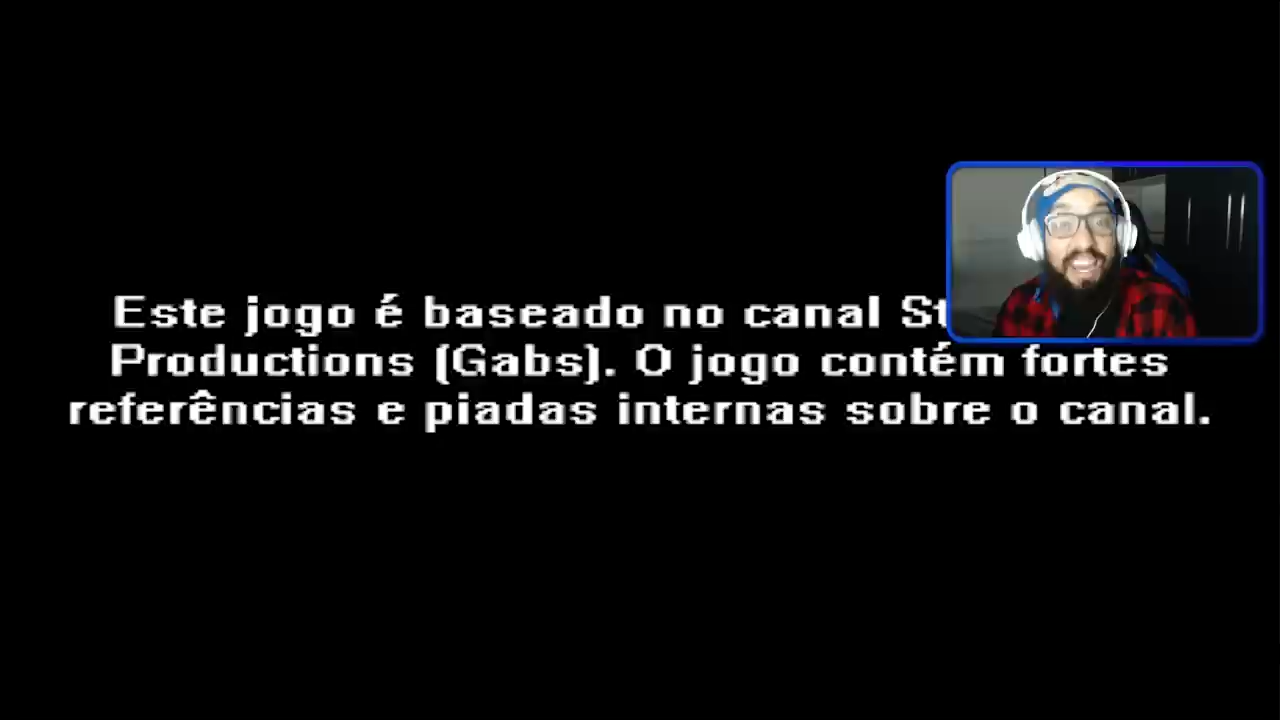 Este jogo é baseado no canal
Productions (Gabs). O jogo contém fortes
referências e piadas internas sobre o canal.